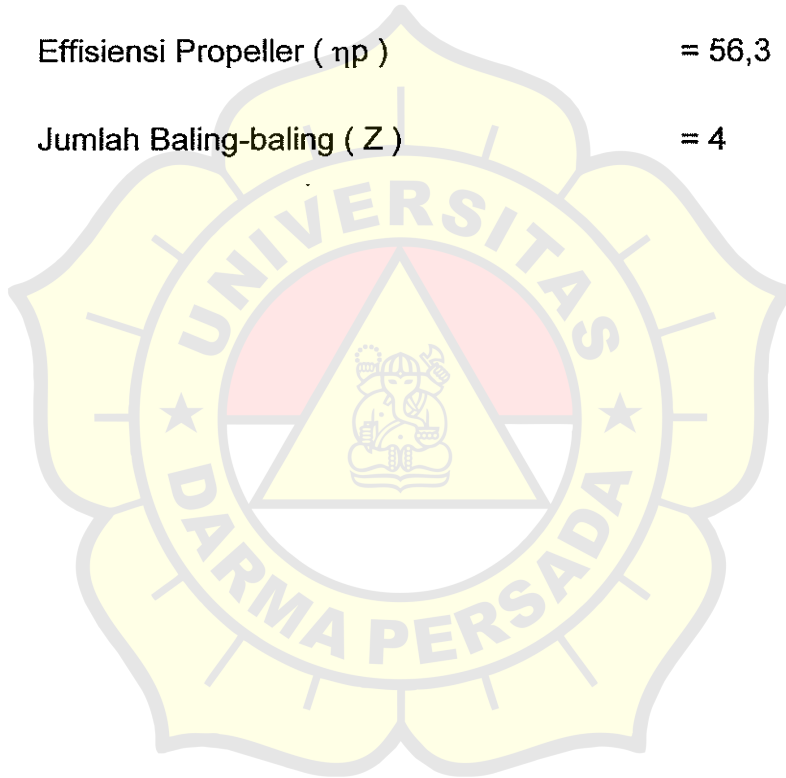 Effisiensi Propeller ( ηp ) = 56,3
Jumlah Baling-baling ( Z ) = 4
UNIVERSITAS
DARMA PERSADA